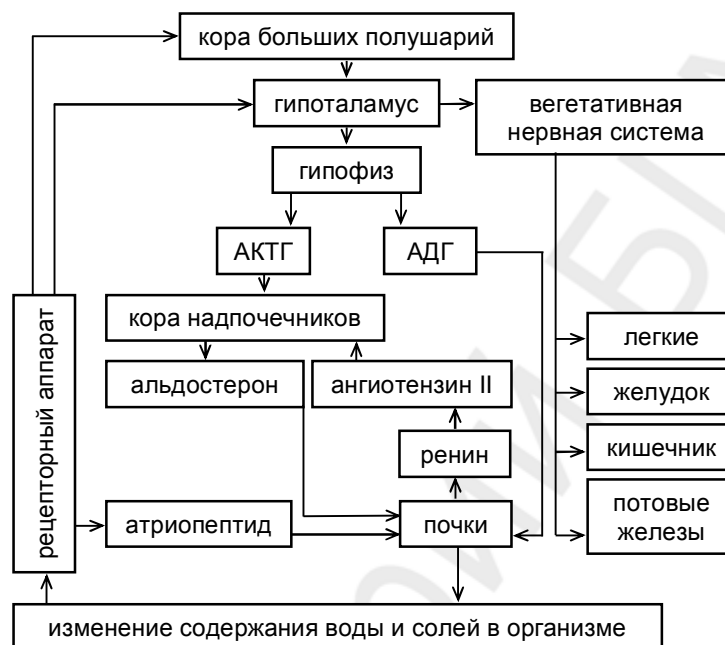 кора больших полушарий
гипоталамус
вегетативная
нервная система
гипофиз
АКТГ
АДГ
кора надпочечников
альдостерон
ангиотензин II
ренин
рецепторный аппарат
атриопептид
почки
легкие
желудок
кишечник
потовые
железы
изменение содержания воды и солей в организме